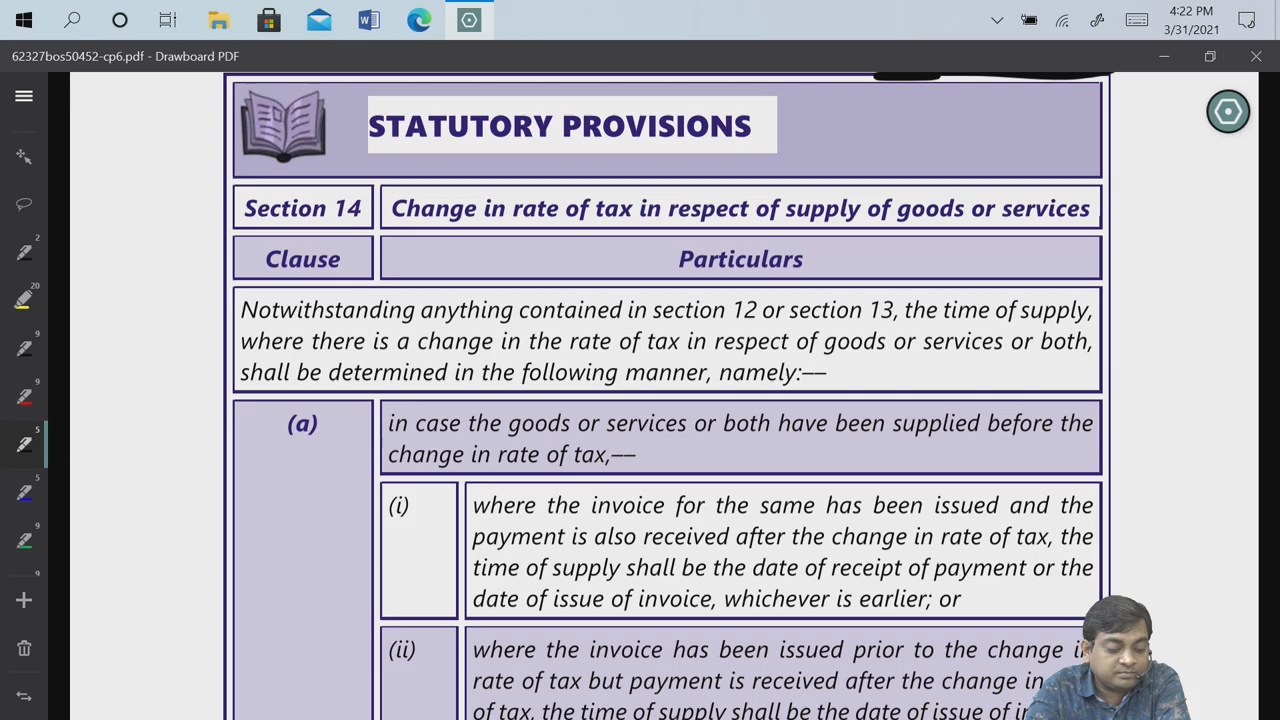 4:22 PM
3/31/2021
62327bos50452-cp6.pdf - Drawboard PDF
STATUTORY PROVISIONS
Section 14
Change in rate of tax in respect of supply of goods or services
Clause
Particulars
Notwithstanding anything contained in section 12 or section 13, the time of supply,
where there is a change in the rate of tax in respect of goods or services or both,
shall be determined in the following manner, namely:––
(a)
in case the goods or services or both have been supplied before the
change in rate of tax,––
(i)
where the invoice for the same has been issued and the
payment is also received after the change in rate of tax, the
time of supply shall be the date of receipt of payment or the
date of issue of invoice, whichever is earlier; or
(ii)
where the invoice has been issued prior to the change
rate of tax but payment is received after the change in
of tax, the time of supply shall be the date of issue of
2
20
9
9
5
5
9
9